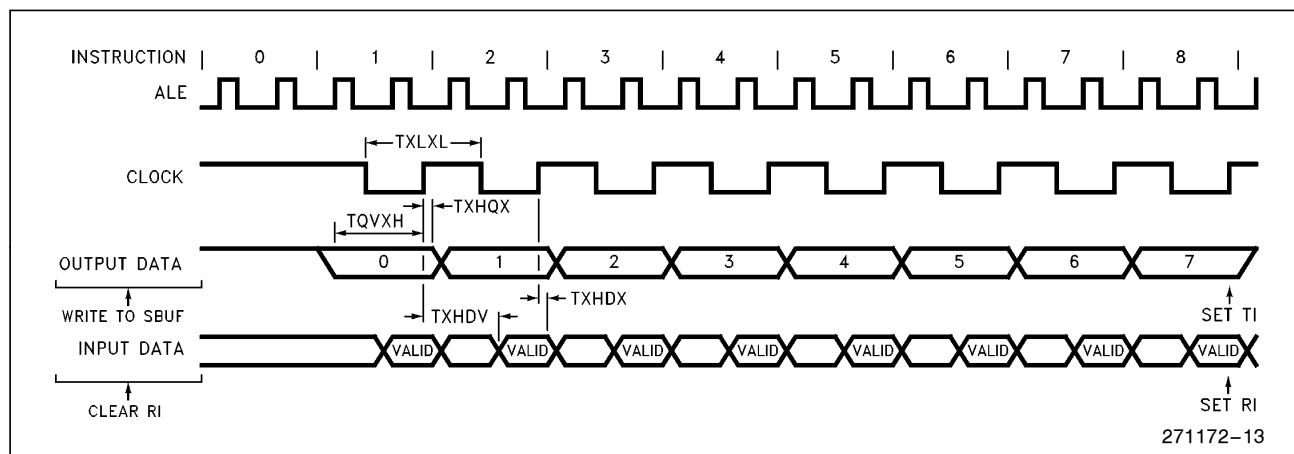 INSTRUCTION | 0 | 1 | 2 | 3 | 4 | 5 | 6 | 7 | 8 |
ALE
TXLXL
CLOCK
TXHQX
TQVXH
OUTPUT DATA 0 1 2 3 4 5 6 7
TXHDX
WRITE TO SBUF
TXHDV
SET TI
INPUT DATA VALID VALID VALID VALID VALID VALID VALID VALID
CLEAR RI
SET RI
271172-13